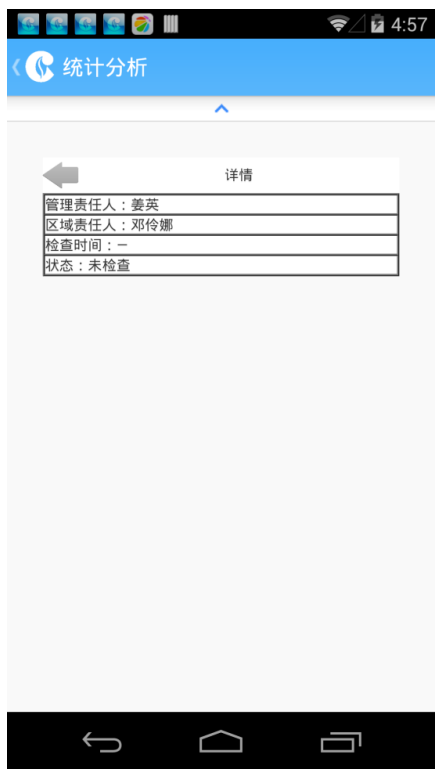 4:57
统计分析
详情
管理责任人：姜英
区域责任人：邓伶娜
检查时间：－
状态：未检查